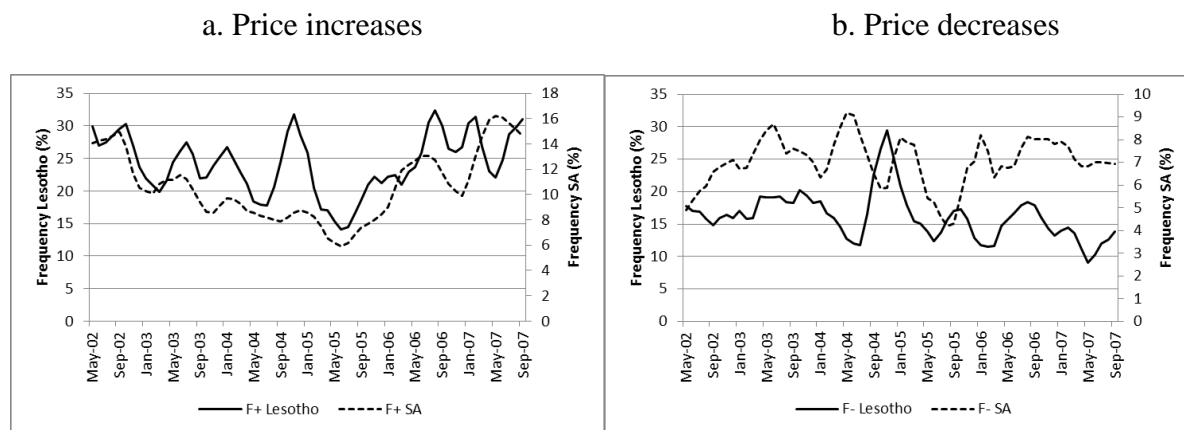 a. Price increases
b. Price decreases
Frequency Lesotho (%)
35
30
25
20
15
10
5
0
18
16
14
12
10
8
6
4
2
0
Frequency SA (%)
May-02
Sep-02
Jan-03
May-03
Sep-03
Jan-04
May-04
Sep-04
Jan-05
May-05
Sep-05
Jan-06
May-06
Sep-06
Jan-07
May-07
Sep-07
F+ Lesotho
F+ SA
Frequency Lesotho (%)
35
30
25
20
15
10
5
0
10
9
8
7
6
5
4
3
2
1
0
Frequency SA (%)
May-02
Sep-02
Jan-03
May-03
Sep-03
Jan-04
May-04
Sep-04
Jan-05
May-05
Sep-05
Jan-06
May-06
Sep-06
Jan-07
May-07
Sep-07
F- Lesotho
F- SA